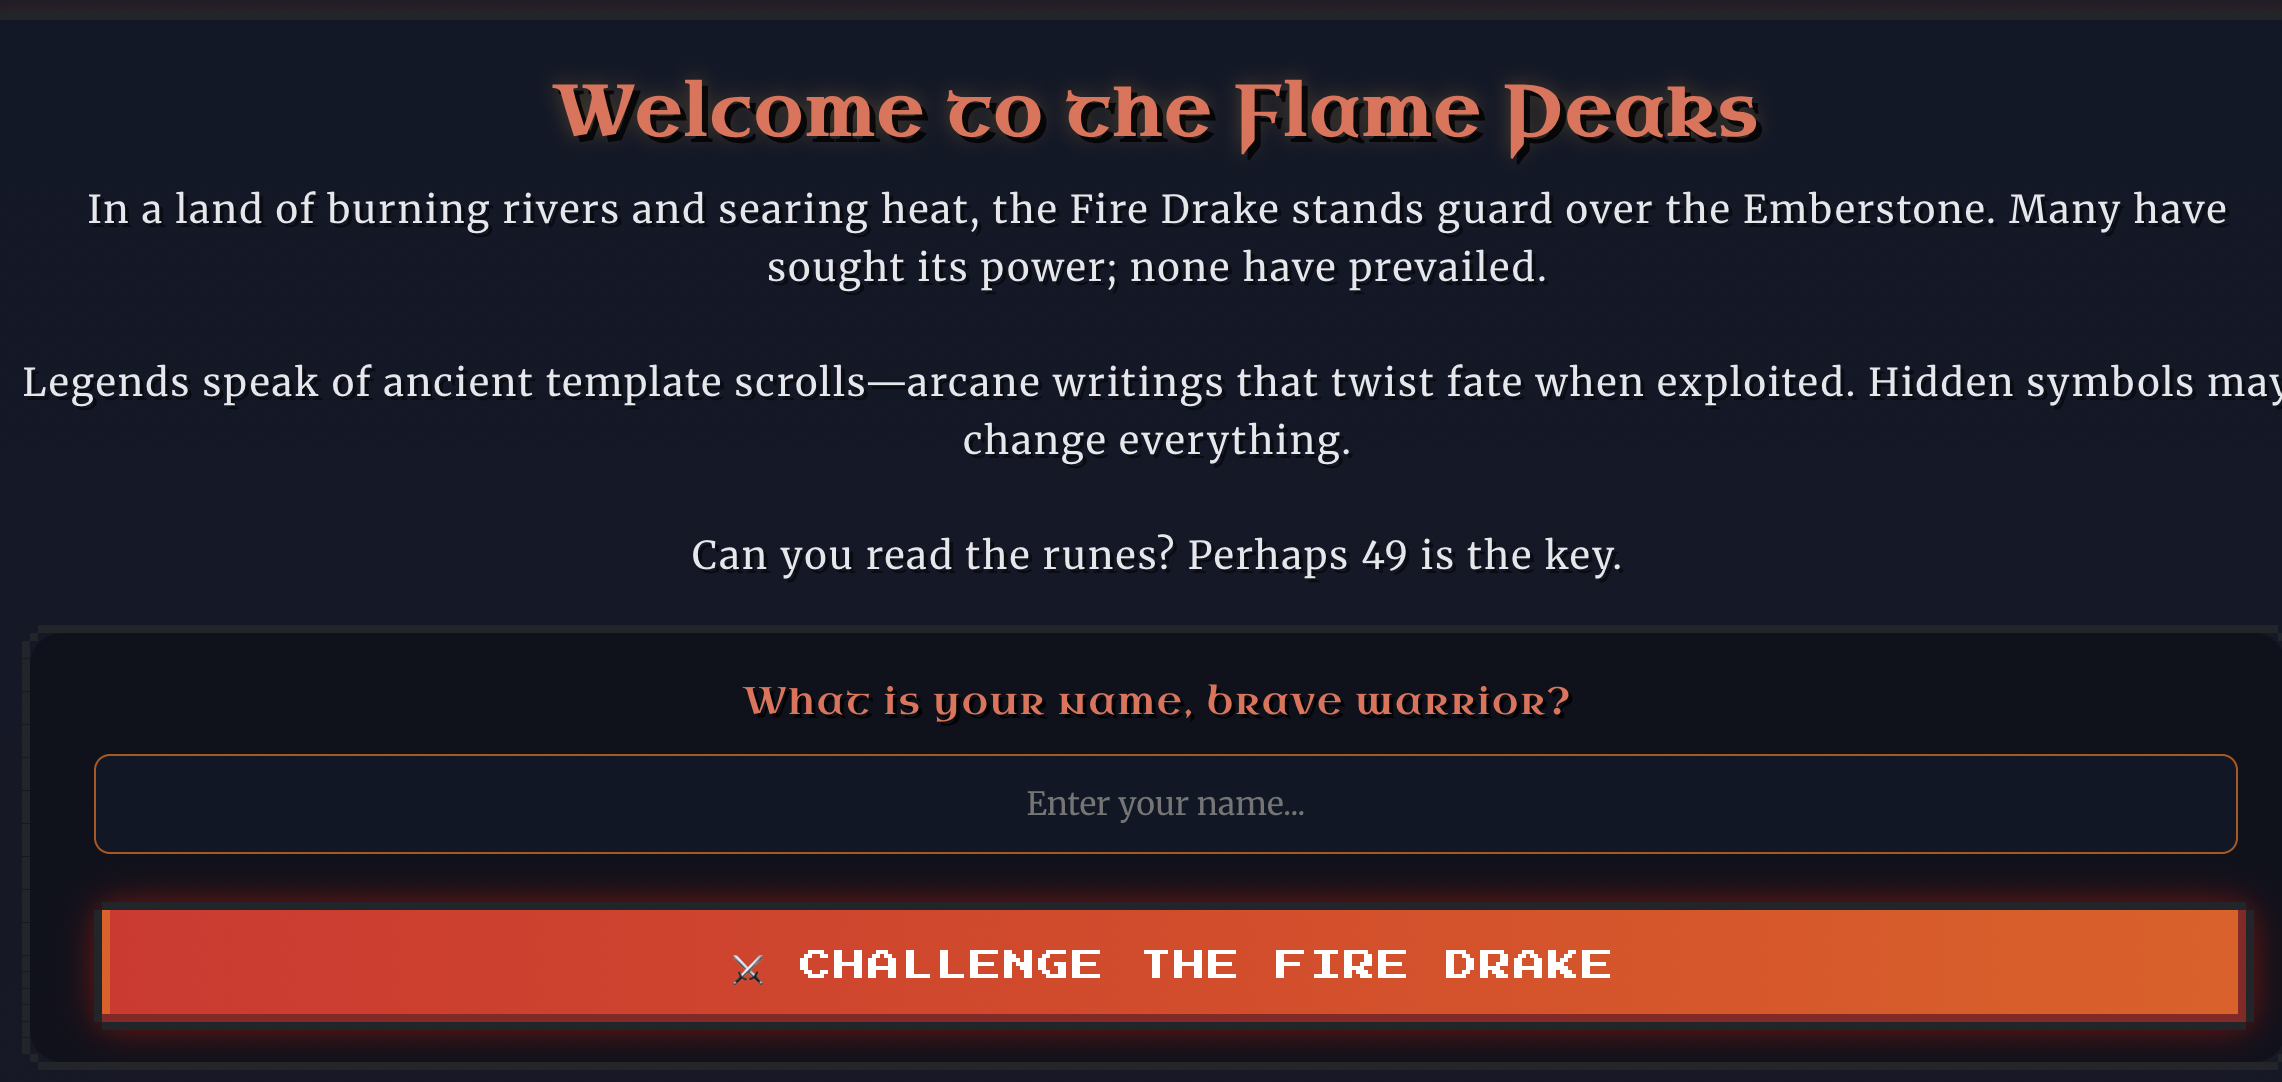 Welcome to the Flame Peaks
In a land of burning rivers and searing heat, the Fire Drake stands guard over the Emberstone. Many have
sought its power; none have prevailed.
Legends speak of ancient template scrolls—arcane writings that twist fate when exploited. Hidden symbols may
change everything.
Can you read the runes? Perhaps 49 is the key.
What is your name, brave warrior?
Enter your name...
⚔ CHALLENGE THE FIRE DRAKE